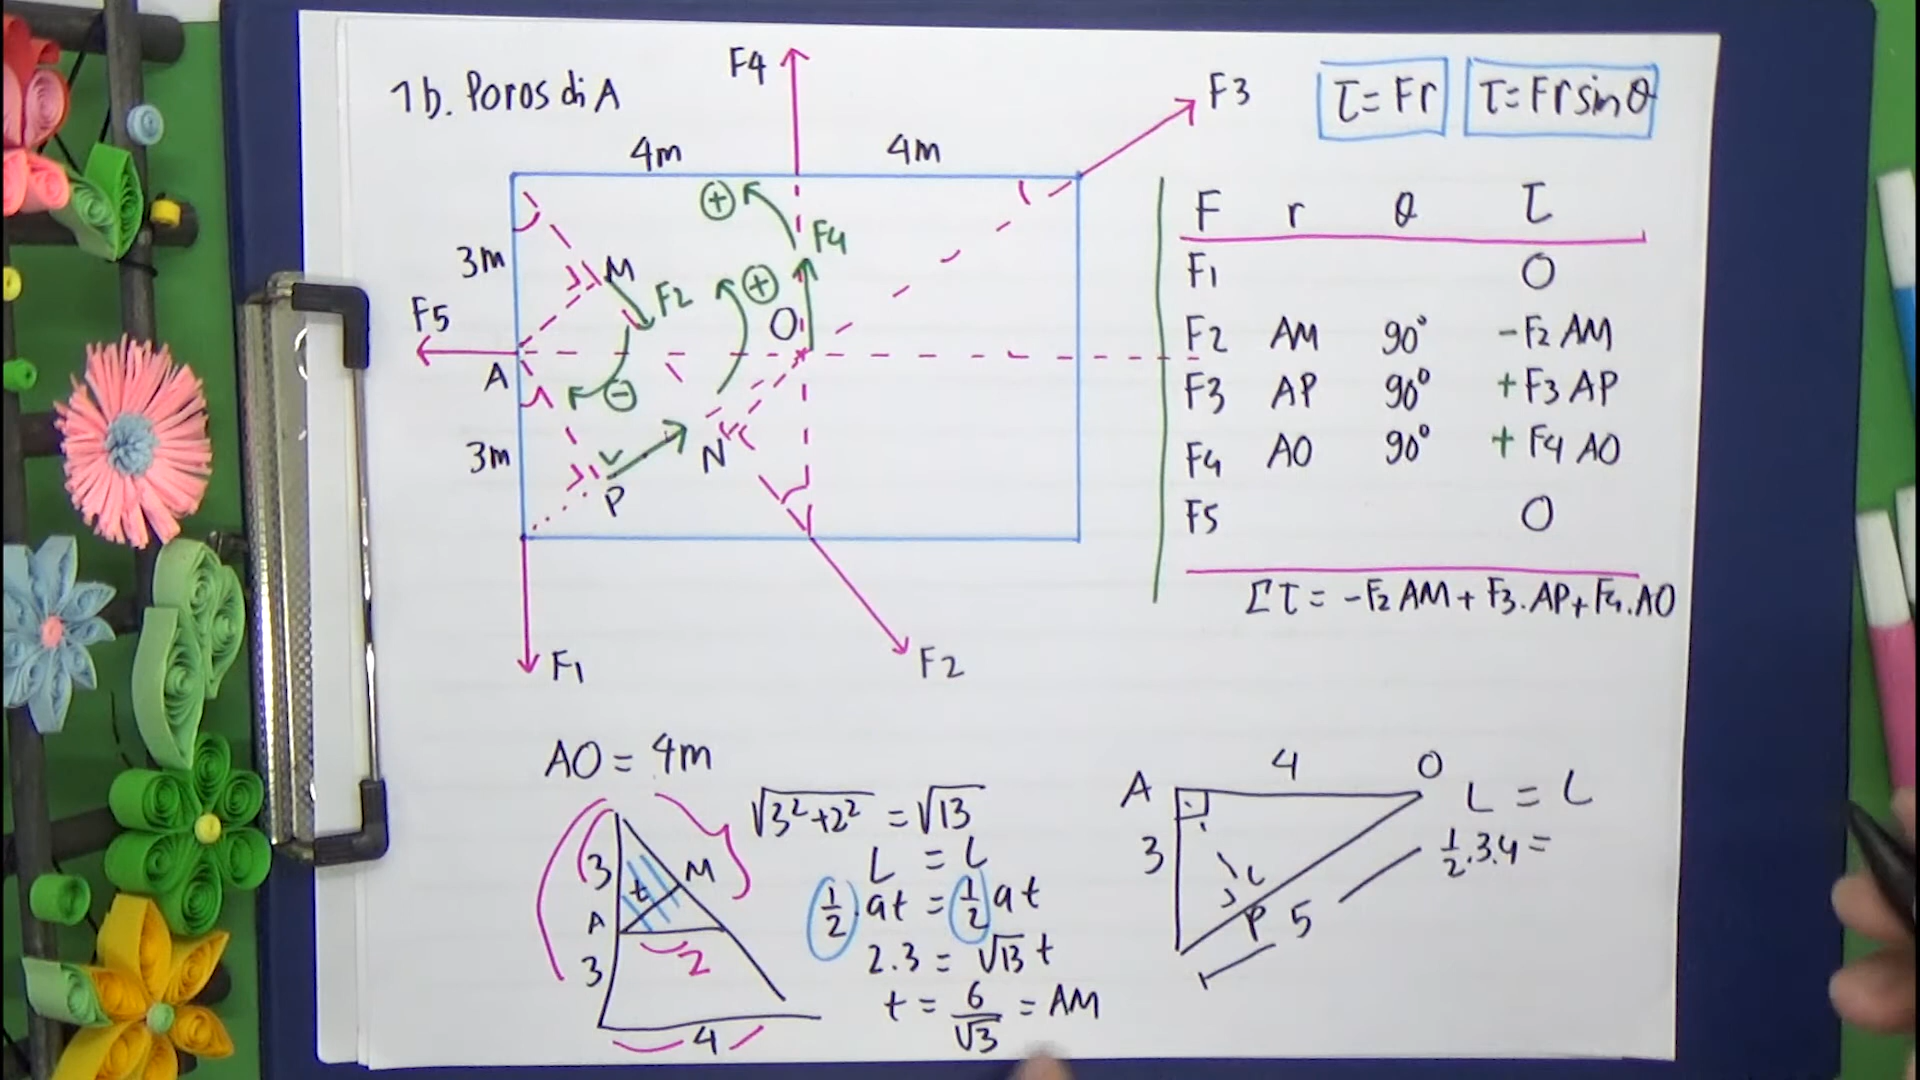 1b. Poros di A
F4
F3
τ=Fr
τ=Frsinθ
4m
4m
3m
M
F2
F4
O
F5
A
3m
N
P
F1
F2
F r θ τ
F1 0
F2 AM 90° -F2 AM
F3 AP 90° +F3 AP
F4 AO 90° + F4 AO
F5 0
Στ = -F2 AM + F3.AP + F4.AO
AO = 4m
3
t
M
A
2
3
4
√3²+2² = √13
L = L
1/2 . at = 1/2 at
2.3 = √13 t
t = 6/√3 = AM
A
4
O
3
P
5
L = L
1/2 .3.4 =